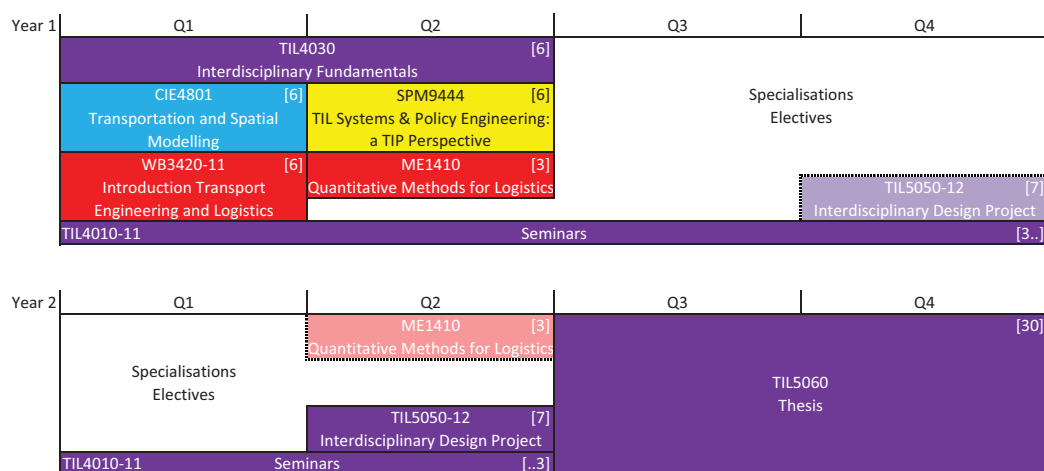 Year 1 Q1 Q2 Q3 Q4
TIL4030 [6]
Interdisciplinary Fundamentals
CIE4801 [6]
Transportation and Spatial
Modelling
SPM9444 [6]
TIL Systems & Policy Engineering:
a TIP Perspective
Specialisations
Electives
WB3420-11 [6]
Introduction Transport
Engineering and Logistics
ME1410 [3]
Quantitative Methods for Logistics
TIL5050-12 [7]
Interdisciplinary Design Project
TIL4010-11 Seminars [3..]
Year 2 Q1 Q2 Q3 Q4
Specialisations
Electives
ME1410 [3]
Quantitative Methods for Logistics
TIL5050-12 [7]
Interdisciplinary Design Project
[30]
TIL5060
Thesis
TIL4010-11 Seminars [..3]